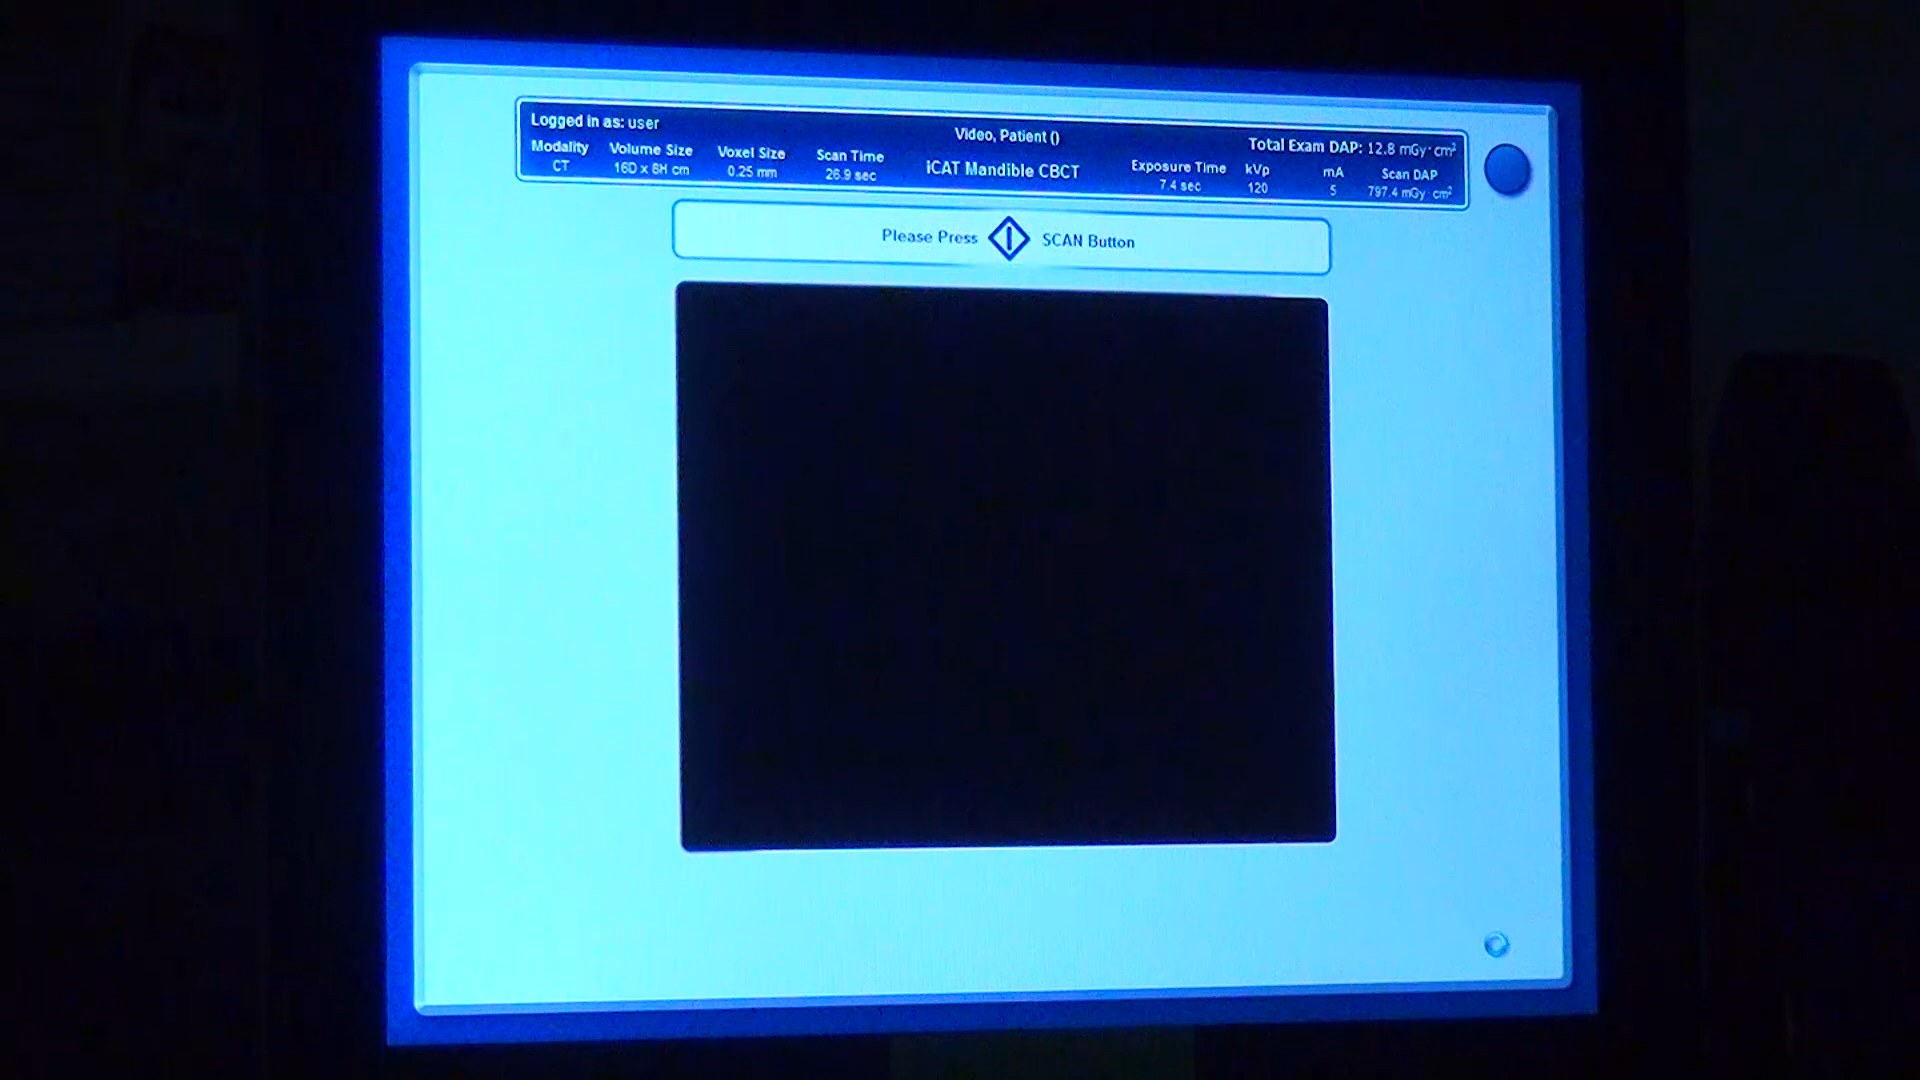 Logged in as: user
Video, Patient ()
Total Exam DAP: 12.8 mGy·cm²
Modality Volume Size Voxel Size Scan Time iCAT Mandible CBCT Exposure Time kVp mA Scan DAP
CT 16D x 6H cm 0.25 mm 26.9 sec 7.4 sec 120 5 797.4 mGy·cm²
Please Press SCAN Button